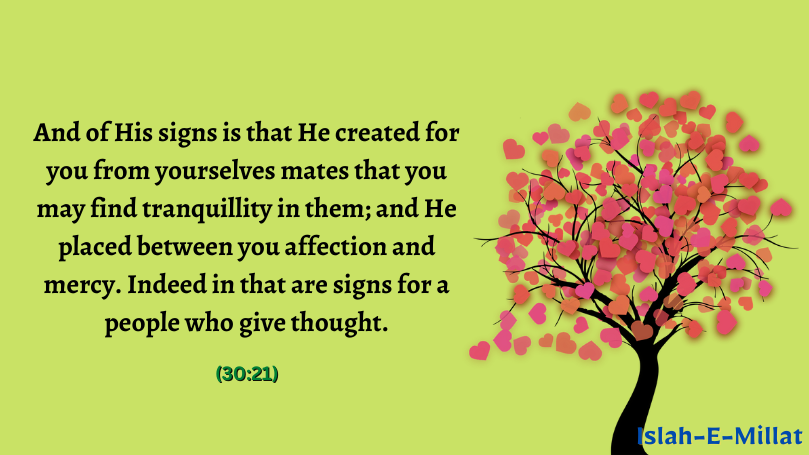 And of His signs is that He created for
you from yourselves mates that you
may find tranquillity in them; and He
placed between you affection and
mercy. Indeed in that are signs for a
people who give thought.
(30:21)
Islah-E-Millat